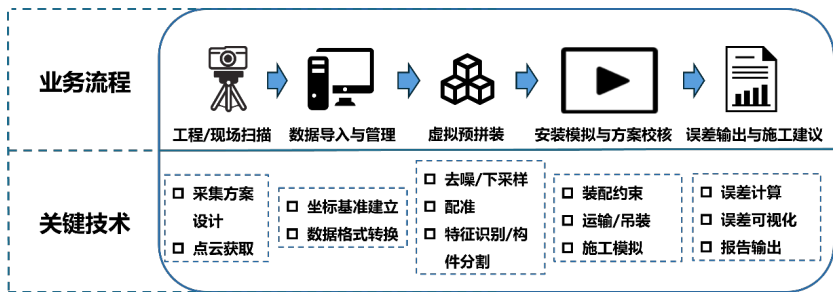 业务流程
工程/现场扫描
数据导入与管理
虚拟预拼装
安装模拟与方案校核
误差输出与施工建议
关键技术
采集方案
设计
点云获取
坐标基准建立
数据格式转换
去噪/下采样
配准
特征识别/构
件分割
装配约束
运输/吊装
施工模拟
误差计算
误差可视化
报告输出